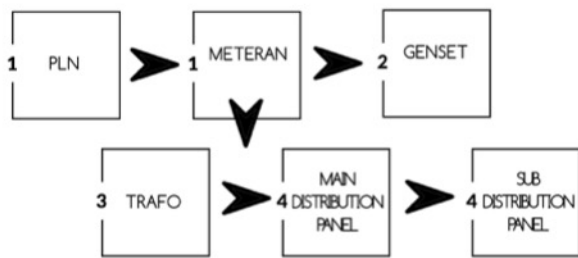 1 PLN
1 METERAN
2 GENSET
3 TRAFO
4 MAIN
DISTRIBUTION
PANEL
4 SUB
DISTRIBUTION
PANEL